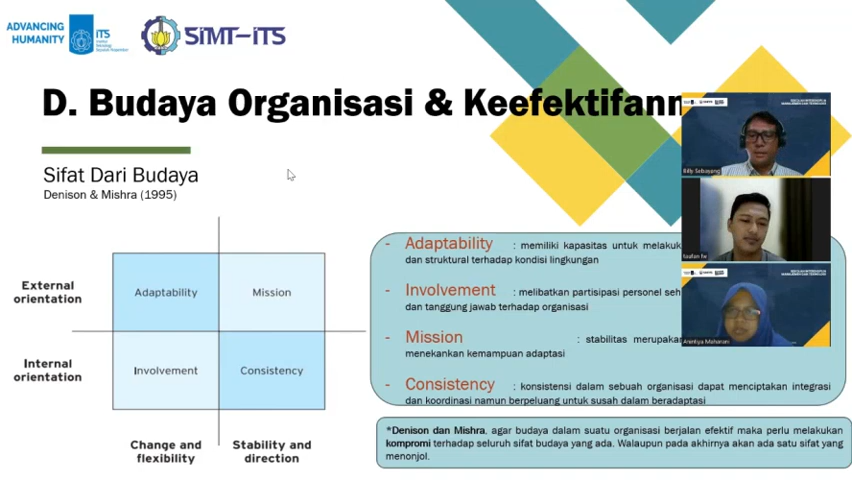 ADVANCING
HUMANITY
iTS
Institut
Teknologi
Sepuluh Nopember
SiMT-iTS
D. Budaya Organisasi & Keefektifann
Sifat Dari Budaya
Denison & Mishra (1995)
External
orientation
Internal
orientation
Adaptability
Mission
Involvement
Consistency
Change and
flexibility
Stability and
direction
- Adaptability : memiliki kapasitas untuk melakuk
dan struktural terhadap kondisi lingkungan
- Involvement : melibatkan partisipasi personel seh
dan tanggung jawab terhadap organisasi
- Mission : stabilitas merupakan
menekankan kemampuan adaptasi
- Consistency : konsistensi dalam sebuah organisasi dapat menciptakan integrasi
dan koordinasi namun berpeluang untuk susah dalam beradaptasi
*Denison dan Mishra, agar budaya dalam suatu organisasi berjalan efektif maka perlu melakukan
kompromi terhadap seluruh sifat budaya yang ada. Walaupun pada akhirnya akan ada satu sifat yang
menonjol.
Billy Sebayang
Maharani